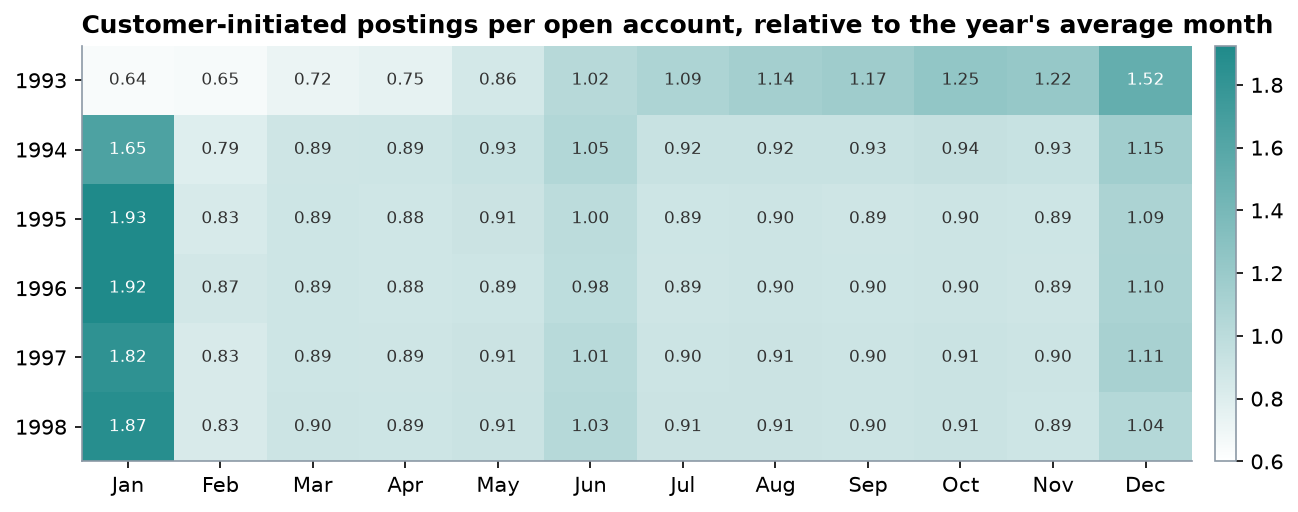 Customer-initiated postings per open account, relative to the year's average month
1993 0.64 0.65 0.72 0.75 0.86 1.02 1.09 1.14 1.17 1.25 1.22 1.52
1994 1.65 0.79 0.89 0.89 0.93 1.05 0.92 0.92 0.93 0.94 0.93 1.15
1995 1.93 0.83 0.89 0.88 0.91 1.00 0.89 0.90 0.89 0.90 0.89 1.09
1996 1.92 0.87 0.89 0.88 0.89 0.98 0.89 0.90 0.90 0.90 0.89 1.10
1997 1.82 0.83 0.89 0.89 0.91 1.01 0.90 0.91 0.90 0.91 0.90 1.11
1998 1.87 0.83 0.90 0.89 0.91 1.03 0.91 0.91 0.90 0.91 0.89 1.04
Jan Feb Mar Apr May Jun Jul Aug Sep Oct Nov Dec
1.8
1.6
1.4
1.2
1.0
0.8
0.6